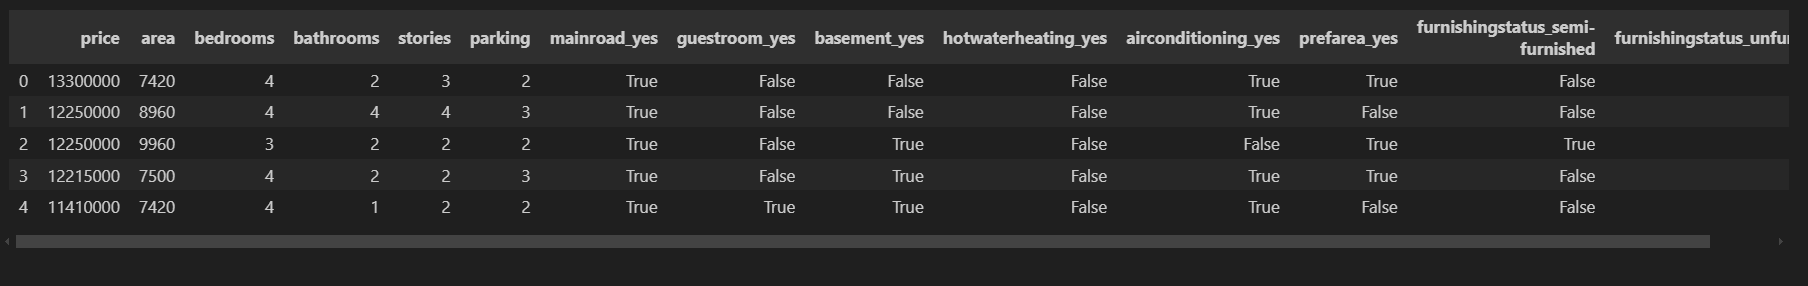 price area bedrooms bathrooms stories parking mainroad_yes guestroom_yes basement_yes hotwaterheating_yes airconditioning_yes prefarea_yes furnishingstatus_semi-furnished furnishingstatus_unfur
0 13300000 7420 4 2 3 2 True False False False True True False
1 12250000 8960 4 4 4 3 True False False False True False False
2 12250000 9960 3 2 2 2 True False True False False True True
3 12215000 7500 4 2 2 3 True False True False True True False
4 11410000 7420 4 1 2 2 True True True False True False False